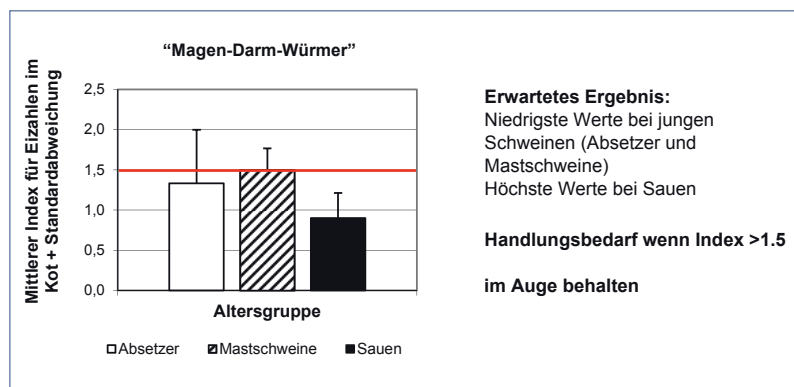 “Magen-Darm-Würmer”
Mittlerer Index für Eizahlen im
Kot + Standardabweichung
2,5
2,0
1,5
1,0
0,5
0,0
Altersgruppe
Absetzer Mastschweine Sauen
Erwartetes Ergebnis:
Niedrigste Werte bei jungen
Schweinen (Absetzer und
Mastschweine)
Höchste Werte bei Sauen
Handlungsbedarf wenn Index >1.5
im Auge behalten